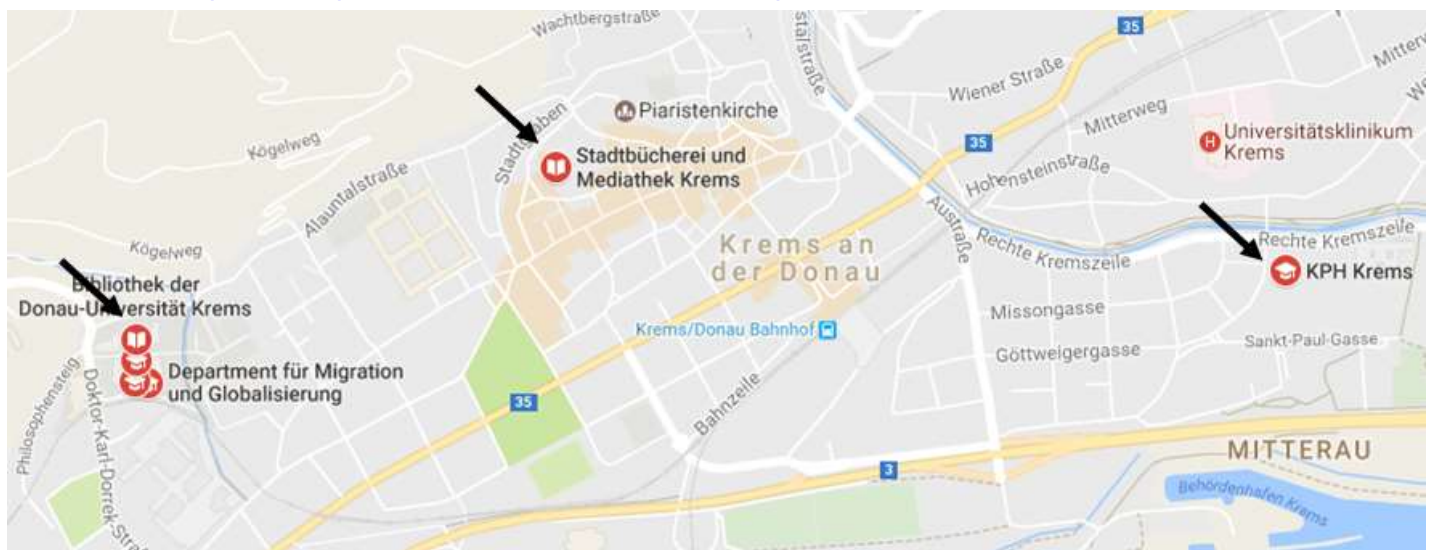 Wachtbergstraße
35
Mitterweg
Wiener Straße
Mitterweg
Piaristenkirche
Stadtgraben
Stadtbücherei und
Mediathek Krems
Universitätsklinikum
Krems
H
35
Hohensteinstraße
Kögelweg
Alauntalstraße
Austraße
Rechte Kremszeile
Rechte Kremszeile
Krems an
der Donau
KPH Krems
Kögelweg
Bibliothek der
Donau-Universität Krems
Missongasse
Krems/Donau Bahnhof
Göttweigergasse
Sankt-Paul-Gasse
Department für Migration
und Globalisierung
Philosophensteig
Doktor-Karl-Dorrek-Straß
35
Bahnzeile
3
MITTERAU
Behördenhafen Krems